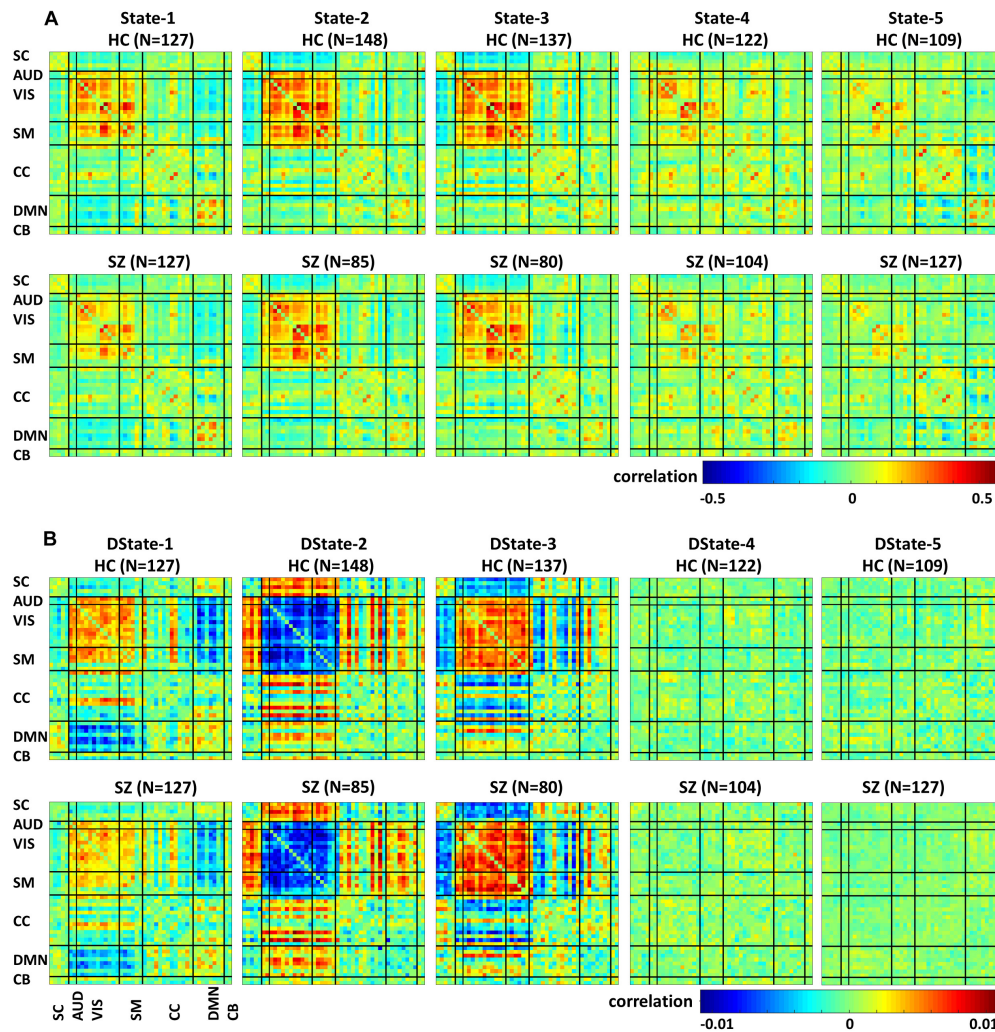 A
State-1 State-2 State-3 State-4 State-5
HC (N=127) HC (N=148) HC (N=137) HC (N=122) HC (N=109)
SC
AUD
VIS
SM
CC
DMN
CB
SZ (N=127) SZ (N=85) SZ (N=80) SZ (N=104) SZ (N=127)
SC
AUD
VIS
SM
CC
DMN
CB
correlation
-0.5 0 0.5
B
DState-1 DState-2 DState-3 DState-4 DState-5
HC (N=127) HC (N=148) HC (N=137) HC (N=122) HC (N=109)
SC
AUD
VIS
SM
CC
DMN
CB
SZ (N=127) SZ (N=85) SZ (N=80) SZ (N=104) SZ (N=127)
SC
AUD
VIS
SM
CC
DMN
CB
SC AUD VIS SM CC DMN CB
correlation
-0.01 0 0.01